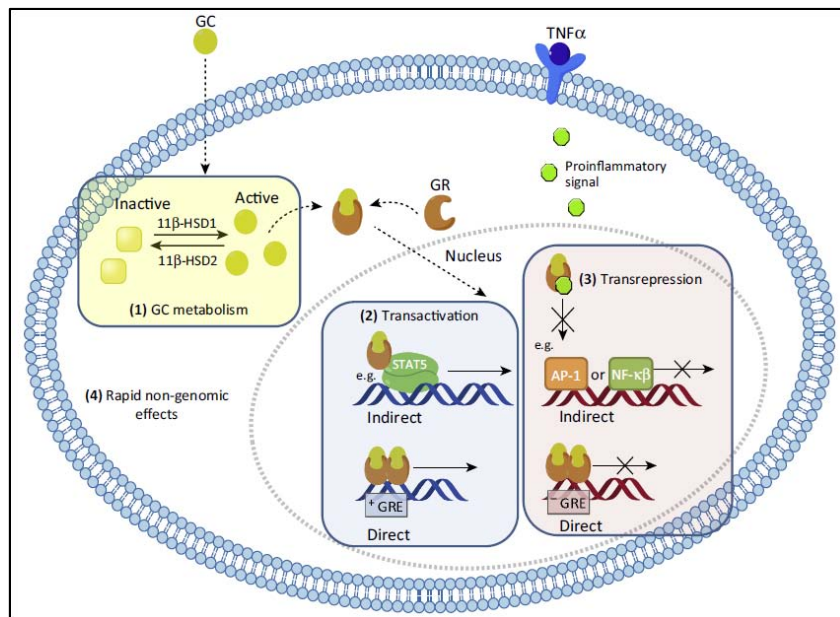 GC
TNFα
Proinflammatory
signal
Inactive
Active
11β-HSD1
11β-HSD2
(1) GC metabolism
GR
Nucleus
(2) Transactivation
STAT5
e.g.
Indirect
+ GRE
Direct
(3) Transrepression
e.g.
AP-1 or NF-κβ
Indirect
GRE
Direct
(4) Rapid non-genomic
effects